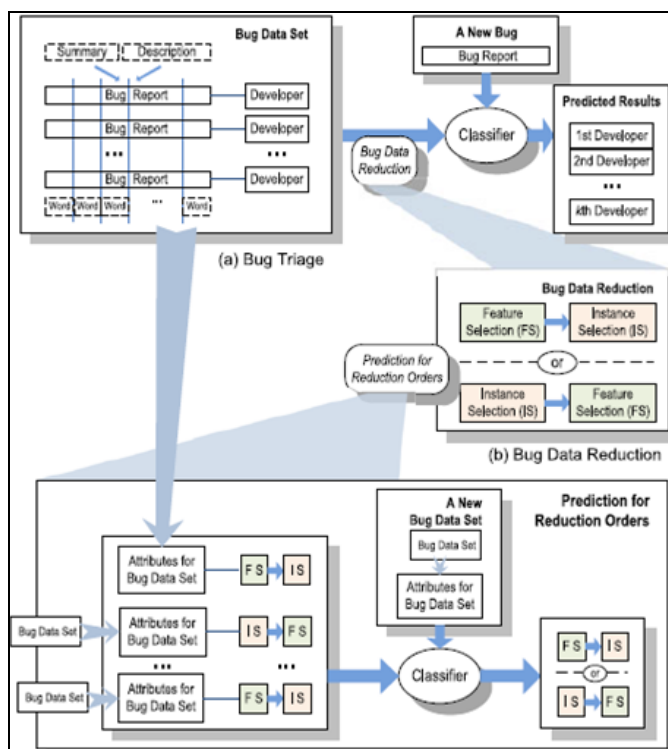 Bug Data Set
Summary
Description
Bug Report
Developer
Bug Report
Developer
...
...
Bug Report
Developer
Word
Word
Word
...
Word
(a) Bug Triage
A New Bug
Bug Report
Classifier
Bug Data
Reduction
Predicted Results
1st Developer
2nd Developer
...
kth Developer
Bug Data Reduction
Feature
Selection (FS)
Instance
Selection (IS)
or
Instance
Selection (IS)
Feature
Selection (FS)
(b) Bug Data Reduction
Prediction for
Reduction Orders
Prediction for
Reduction Orders
A New
Bug Data Set
Bug Data Set
Attributes for
Bug Data Set
Attributes for
Bug Data Set
FS
IS
Bug Data Set
Attributes for
Bug Data Set
IS
FS
...
...
Bug Data Set
Attributes for
Bug Data Set
FS
IS
Classifier
FS
IS
or
IS
FS